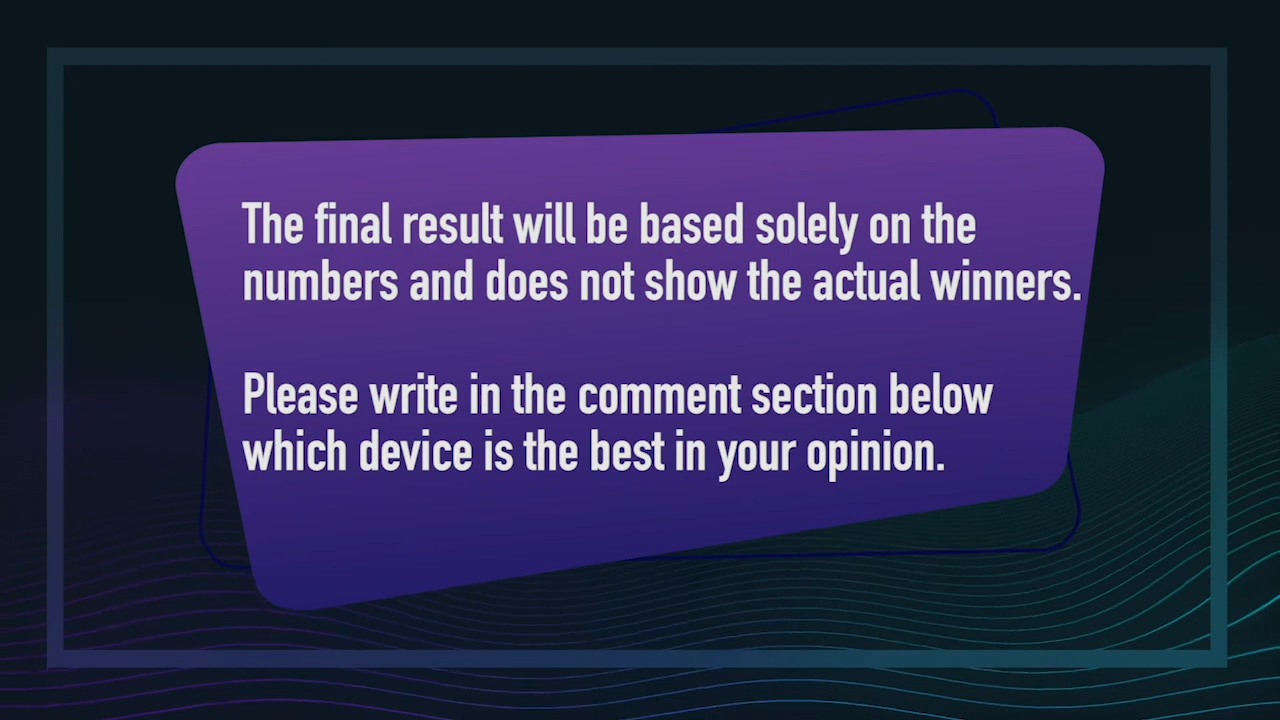 The final result will be based solely on the
numbers and does not show the actual winners.
Please write in the comment section below
which device is the best in your opinion.